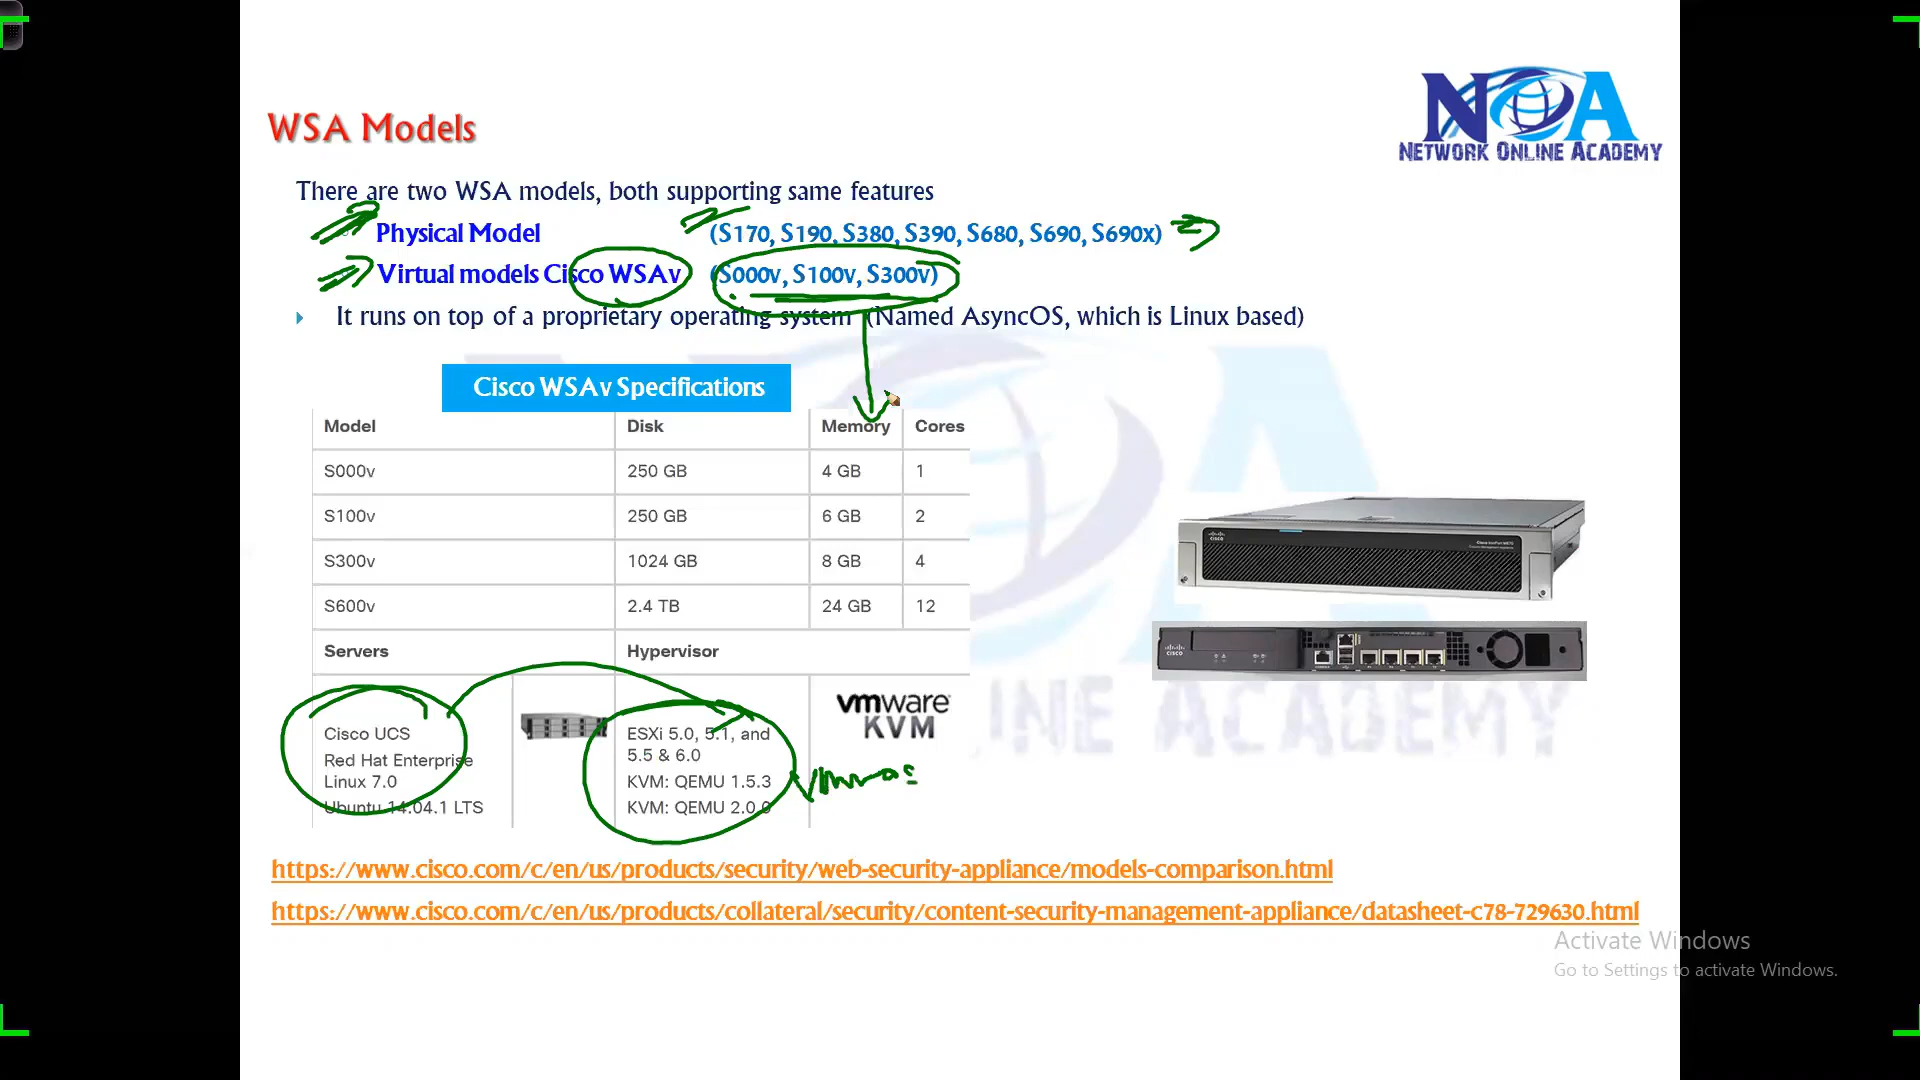 NOA
NETWORK ONLINE ACADEMY
WSA Models
There are two WSA models, both supporting same features
Physical Model (S170, S190, S380, S390, S680, S690, S690x)
Virtual models Cisco WSAv (S000v, S100v, S300v)
It runs on top of a proprietary operating system (Named AsyncOS, which is Linux based)
Cisco WSAv Specifications
Model Disk Memory Cores
S000v 250 GB 4 GB 1
S100v 250 GB 6 GB 2
S300v 1024 GB 8 GB 4
S600v 2.4 TB 24 GB 12
Servers Hypervisor
Cisco UCS
Red Hat Enterprise
Linux 7.0
Ubuntu 14.04.1 LTS
ESXi 5.0, 5.1, and
5.5 & 6.0
KVM: QEMU 1.5.3
KVM: QEMU 2.0.0
vmware
KVM
CISCO
CISCO
ONLINE ACADEMY
https://www.cisco.com/c/en/us/products/security/web-security-appliance/models-comparison.html
https://www.cisco.com/c/en/us/products/collateral/security/content-security-management-appliance/datasheet-c78-729630.html
Activate Windows
Go to Settings to activate Windows.